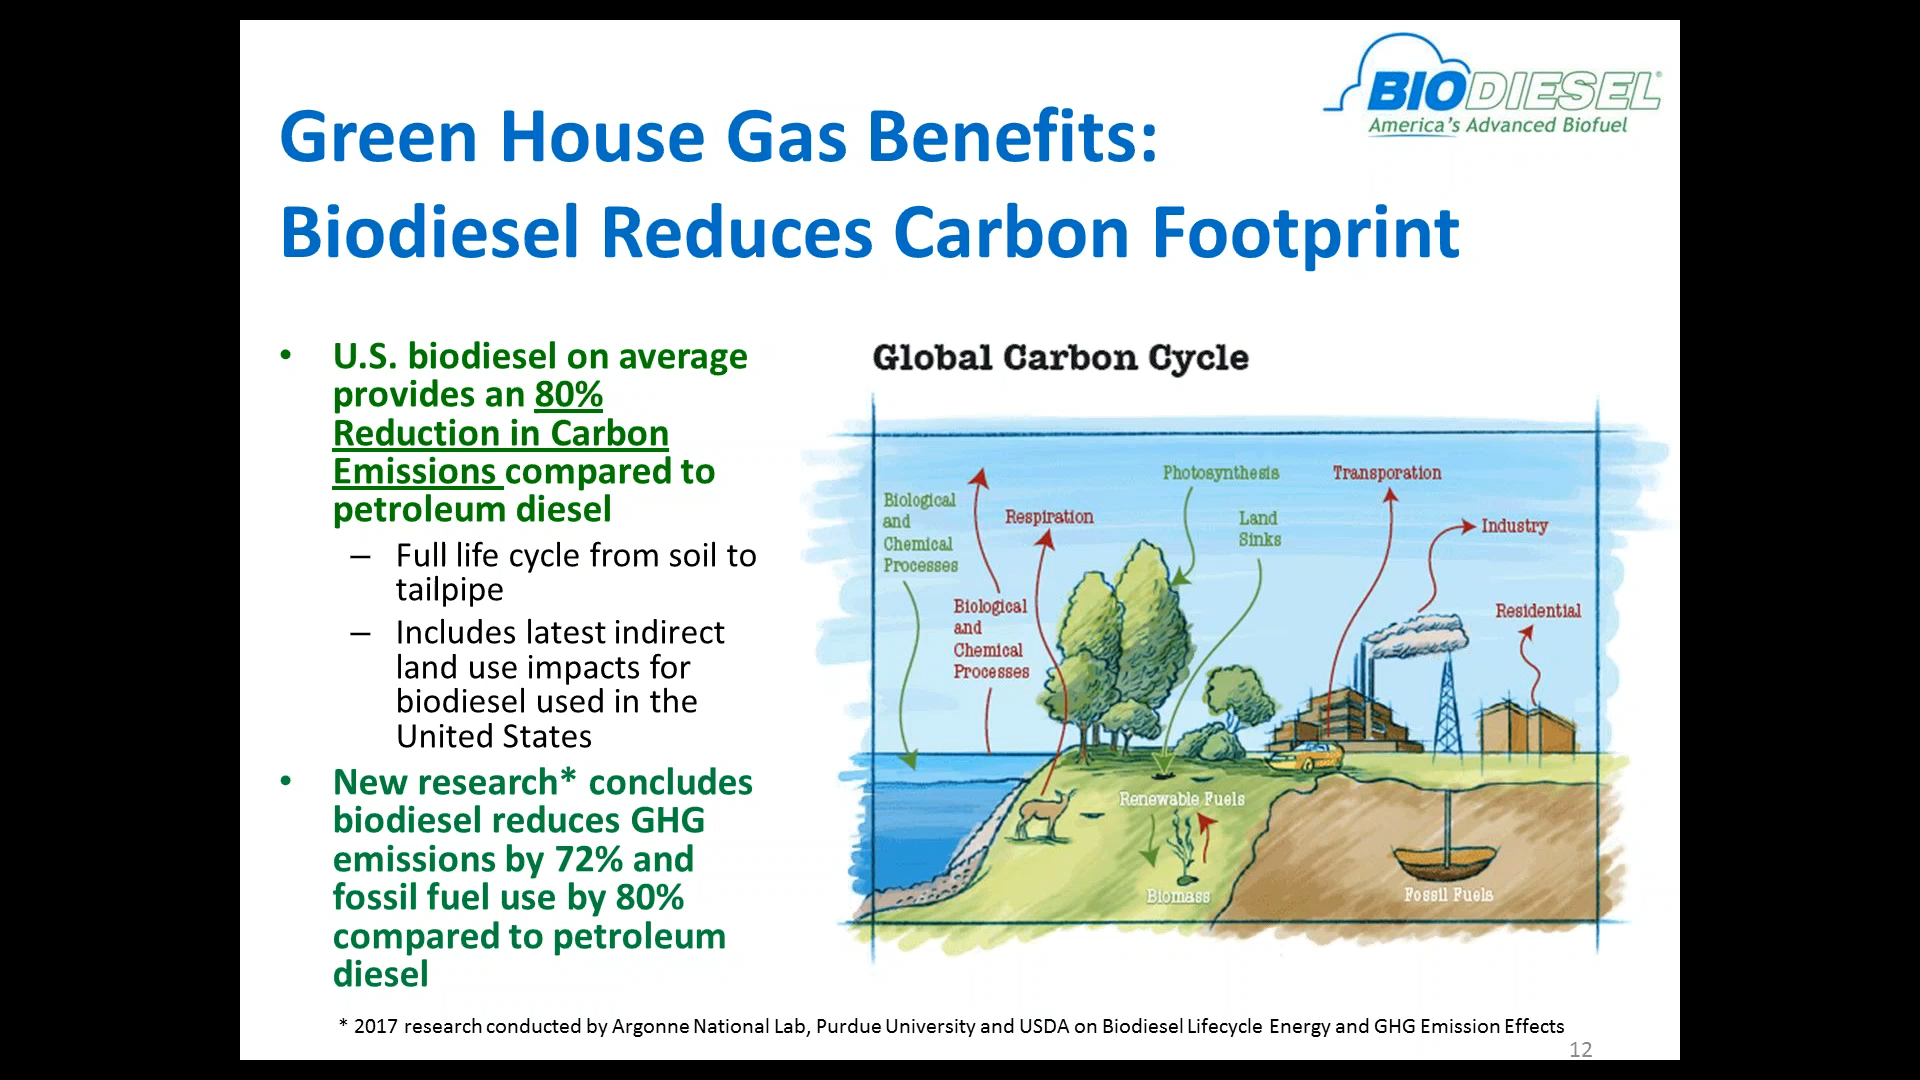 BIODIESEL®
America's Advanced Biofuel
Green House Gas Benefits:
Biodiesel Reduces Carbon Footprint
• U.S. biodiesel on average
provides an 80%
Reduction in Carbon
Emissions compared to
petroleum diesel
– Full life cycle from soil to
tailpipe
– Includes latest indirect
land use impacts for
biodiesel used in the
United States
• New research* concludes
biodiesel reduces GHG
emissions by 72% and
fossil fuel use by 80%
compared to petroleum
diesel
Global Carbon Cycle
Biological
and
Chemical
Processes
Respiration
Biological
and
Chemical
Processes
Photosynthesis
Land
Sinks
Transporation
Industry
Residential
Renewable Fuels
Biomass
Fossil Fuels
* 2017 research conducted by Argonne National Lab, Purdue University and USDA on Biodiesel Lifecycle Energy and GHG Emission Effects
12